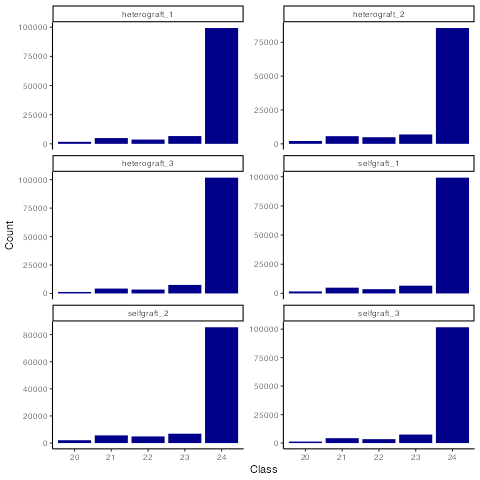 heterograft_1
heterograft_2
100000
75000
50000
25000
0
75000
50000
25000
0
heterograft_3
selfgraft_1
100000
75000
50000
25000
0
100000
75000
50000
25000
0
selfgraft_2
selfgraft_3
80000
60000
40000
20000
0
100000
75000
50000
25000
0
20 21 22 23 24
20 21 22 23 24
Count
Class